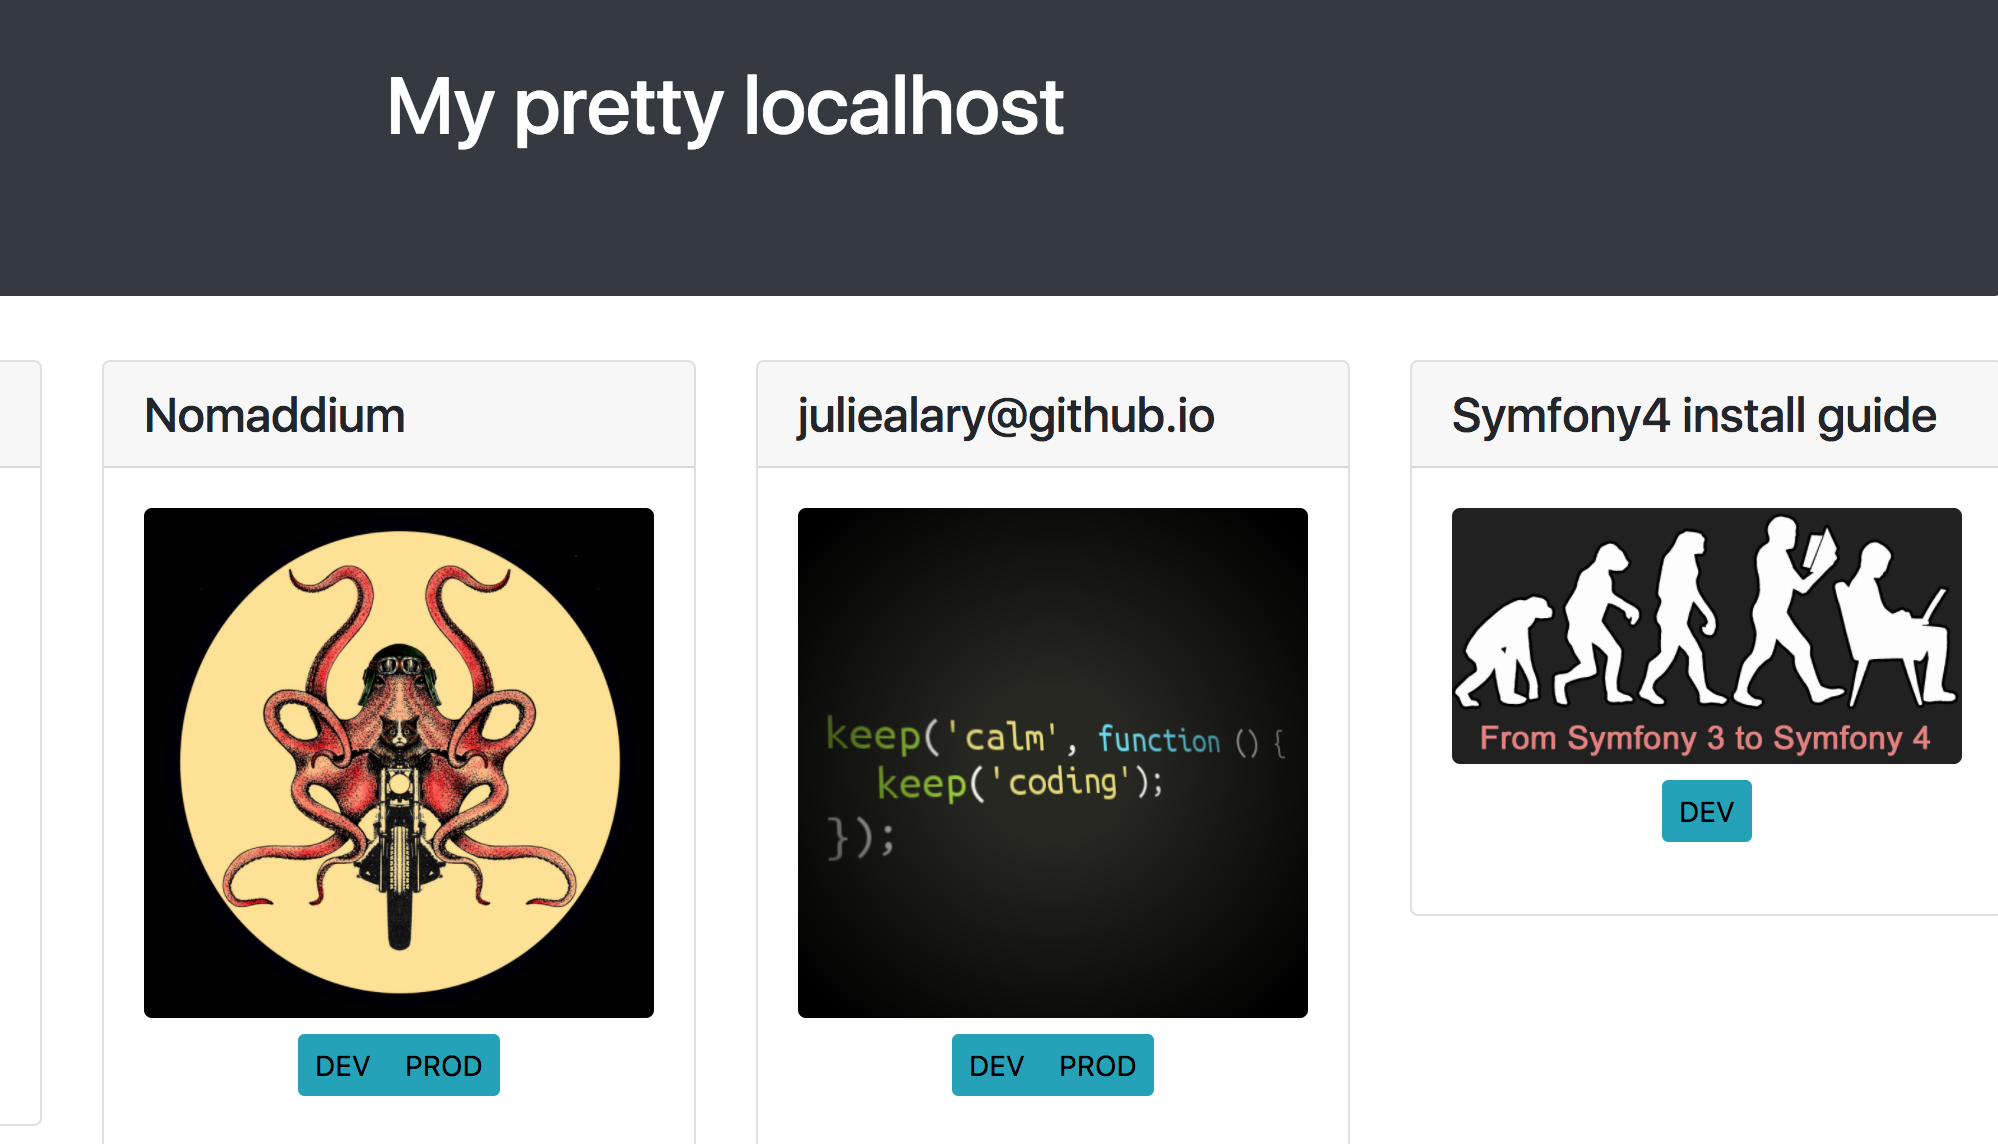 My pretty localhost
Nomaddium
DEV PROD
juliealary@github.io
keep('calm', function () {
keep('coding');
});
DEV PROD
Symfony4 install guide
From Symfony 3 to Symfony 4
DEV